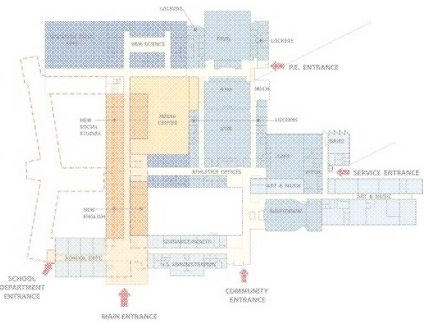 LOCKERS
NEW SCIENCE
POOL
LOCKERS
P.E. ENTRANCE
MECH.
GYM
NEW
SOCIAL
STUDIES
MEDIA
CENTER
LOCKERS
GYM
BAND
ATHLETICS OFFICES
SERVICE ENTRANCE
ART & MUSIC
ART & MUSIC
NEW
ENGLISH
AUDITORIUM
GUIDANCE/HEALTH
SCHOOL DEPT.
H.S. ADMINISTRATION
SCHOOL
DEPARTMENT
ENTRANCE
COMMUNITY
ENTRANCE
MAIN ENTRANCE